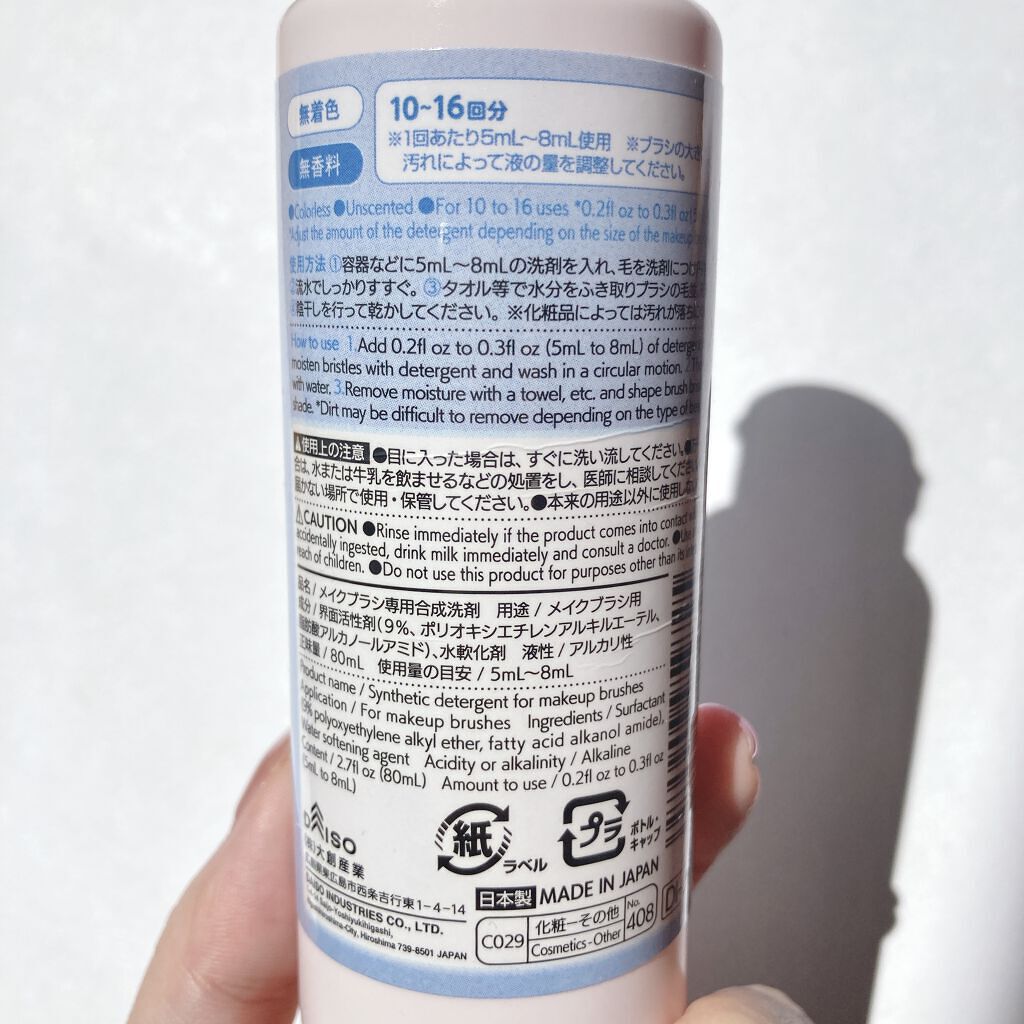 無着色
10~16回分
※1回あたり5mL~8mL使用 ※ブラシの大き
無香料
汚れによって液の量を調整してください。
●Colorless ●Unscented ●For 10 to 16 uses *0.2fl oz to 0.3fl oz
*Adjust the amount of the detergent depending on the size of the makeup
使用方法 ①容器などに5mL~8mLの洗剤を入れ、毛を洗剤に
②流水でしっかりすすぐ。③タオル等で水分をふき取りブラシの毛
④陰干しを行って乾かしてください。※化粧品によっては汚れが落
How to use 1.Add 0.2fl oz to 0.3fl oz (5mL to 8mL) of
moisten bristles with detergent and wash in a circular motion. 2.
with water. 3.Remove moisture with a towel, etc. and shape brush
shade. *Dirt may be difficult to remove depending on the type of
⚠使用上の注意 ●目に入った場合は、すぐに洗い流してください。●
合は、水または牛乳を飲ませるなどの処置をし、医師に相談してください
届かない場所で使用・保管してください。●本来の用途以外に使用し
⚠CAUTION ●Rinse immediately if the product comes into contact
accidentally ingested, drink milk immediately and consult a doctor. ●
reach of children. ●Do not use this product for purposes other than its
品名/メイクブラシ専用合成洗剤 用途/メイクブラシ用
成分/界面活性剤(9%、ポリオキシエチレンアルキルエーテル、
脂肪酸アルカノールアミド)、水軟化剤 液性/アルカリ性
正味量/80mL 使用量の目安/5mL~8mL
Product name / Synthetic detergent for makeup brushes
Application / For makeup brushes Ingredients / Surfactant
(9% polyoxyethylene alkyl ether, fatty acid alkanol amide),
Water softening agent Acidity or alkalinity / Alkaline
Content / 2.7fl oz (80mL) Amount to use / 0.2fl oz to 0.3fl oz
(5mL to 8mL)
DAISO
(株)大創産業
広島県東広島市西条吉行東1-4-14
DAISO INDUSTRIES CO., LTD.
Saijo-Yoshiyukihigashi,
Higashihiroshima-City, Hiroshima 739-8501 JAPAN
紙
ラベル
プラ
ボトル・
キャップ
日本製 MADE IN JAPAN
C029
化粧-その他
Cosmetics-Other
No.
408